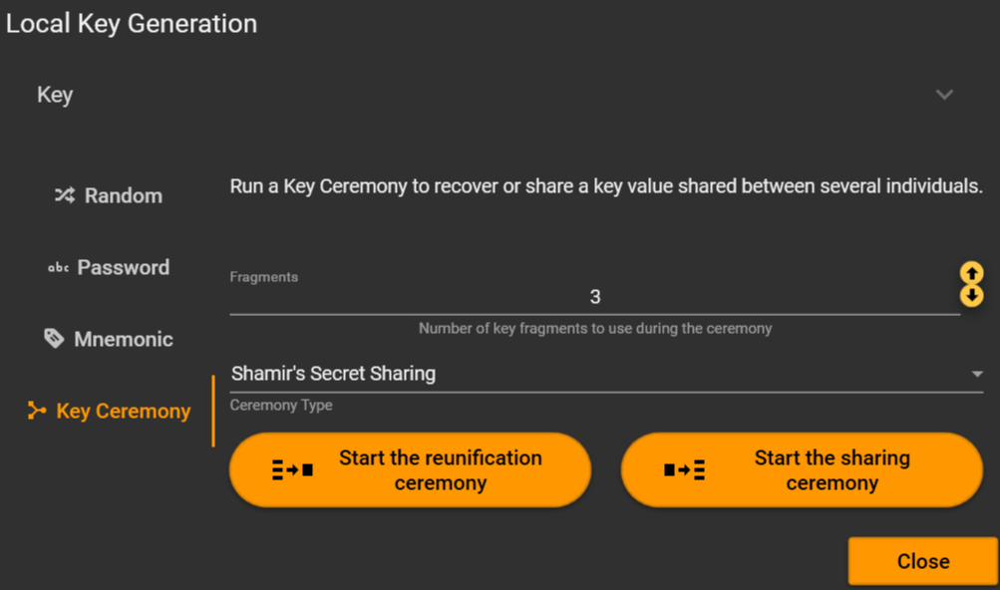 Local Key Generation
Key
Random
Run a Key Ceremony to recover or share a key value shared between several individuals.
abc Password
Fragments
3
Number of key fragments to use during the ceremony
Mnemonic
Shamir's Secret Sharing
Ceremony Type
Key Ceremony
Start the reunification
ceremony
Start the sharing
ceremony
Close